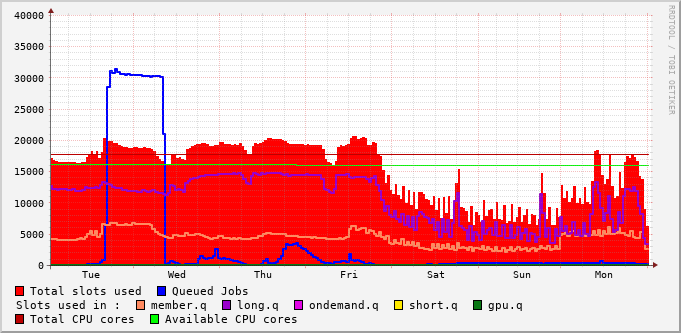 RRDTOOL / TOBI OETIKER
40000
35000
30000
25000
20000
15000
10000
5000
0
Tue Wed Thu Fri Sat Sun Mon
Total slots used Queued Jobs
Slots used in : member.q long.q ondemand.q short.q gpu.q
Total CPU cores Available CPU cores